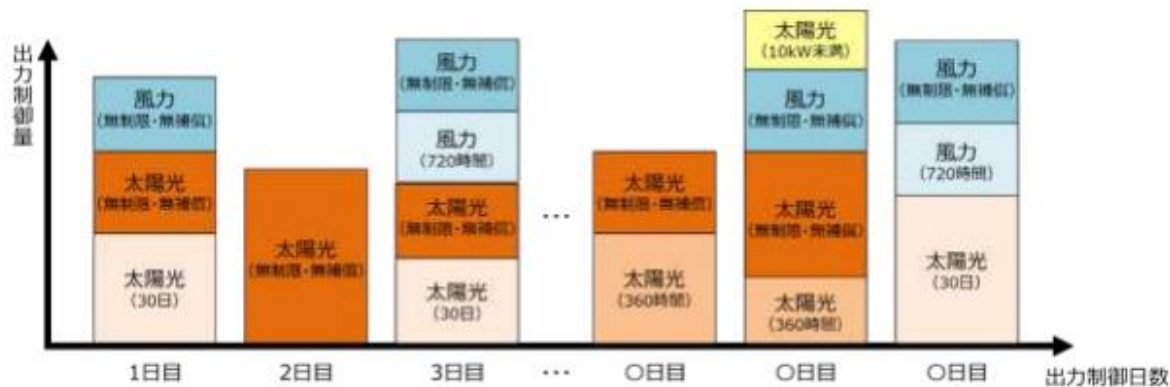 出力制御量
風力
(無制限・無補償)
太陽光
(無制限・無補償)
太陽光
(30日)
太陽光
(無制限・無補償)
風力
(無制限・無補償)
風力
(720時間)
太陽光
(無制限・無補償)
太陽光
(30日)
…
太陽光
(無制限・無補償)
太陽光
(360時間)
太陽光
(10kW未満)
風力
(無制限・無補償)
太陽光
(無制限・無補償)
太陽光
(360時間)
風力
(無制限・無補償)
風力
(720時間)
太陽光
(30日)
1日目 2日目 3日目 … 〇日目 〇日目 〇日目 出力制御日数